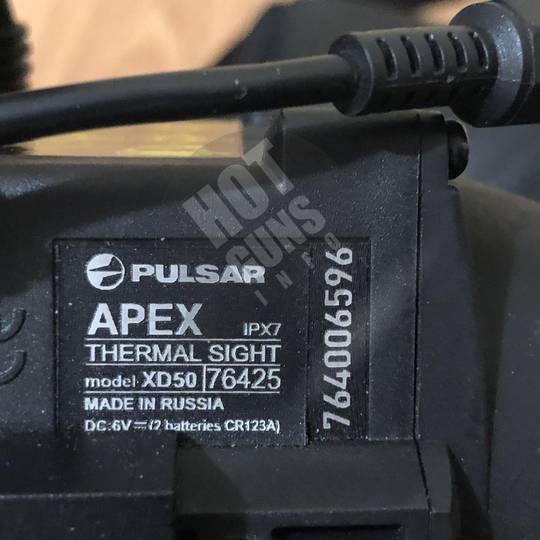 HOT
GUNS
INFO
PULSAR
APEX IPX7
THERMAL SIGHT
model XD50 76425
MADE IN RUSSIA
DC:6V⎓(2 batteries CR123A)
764006596